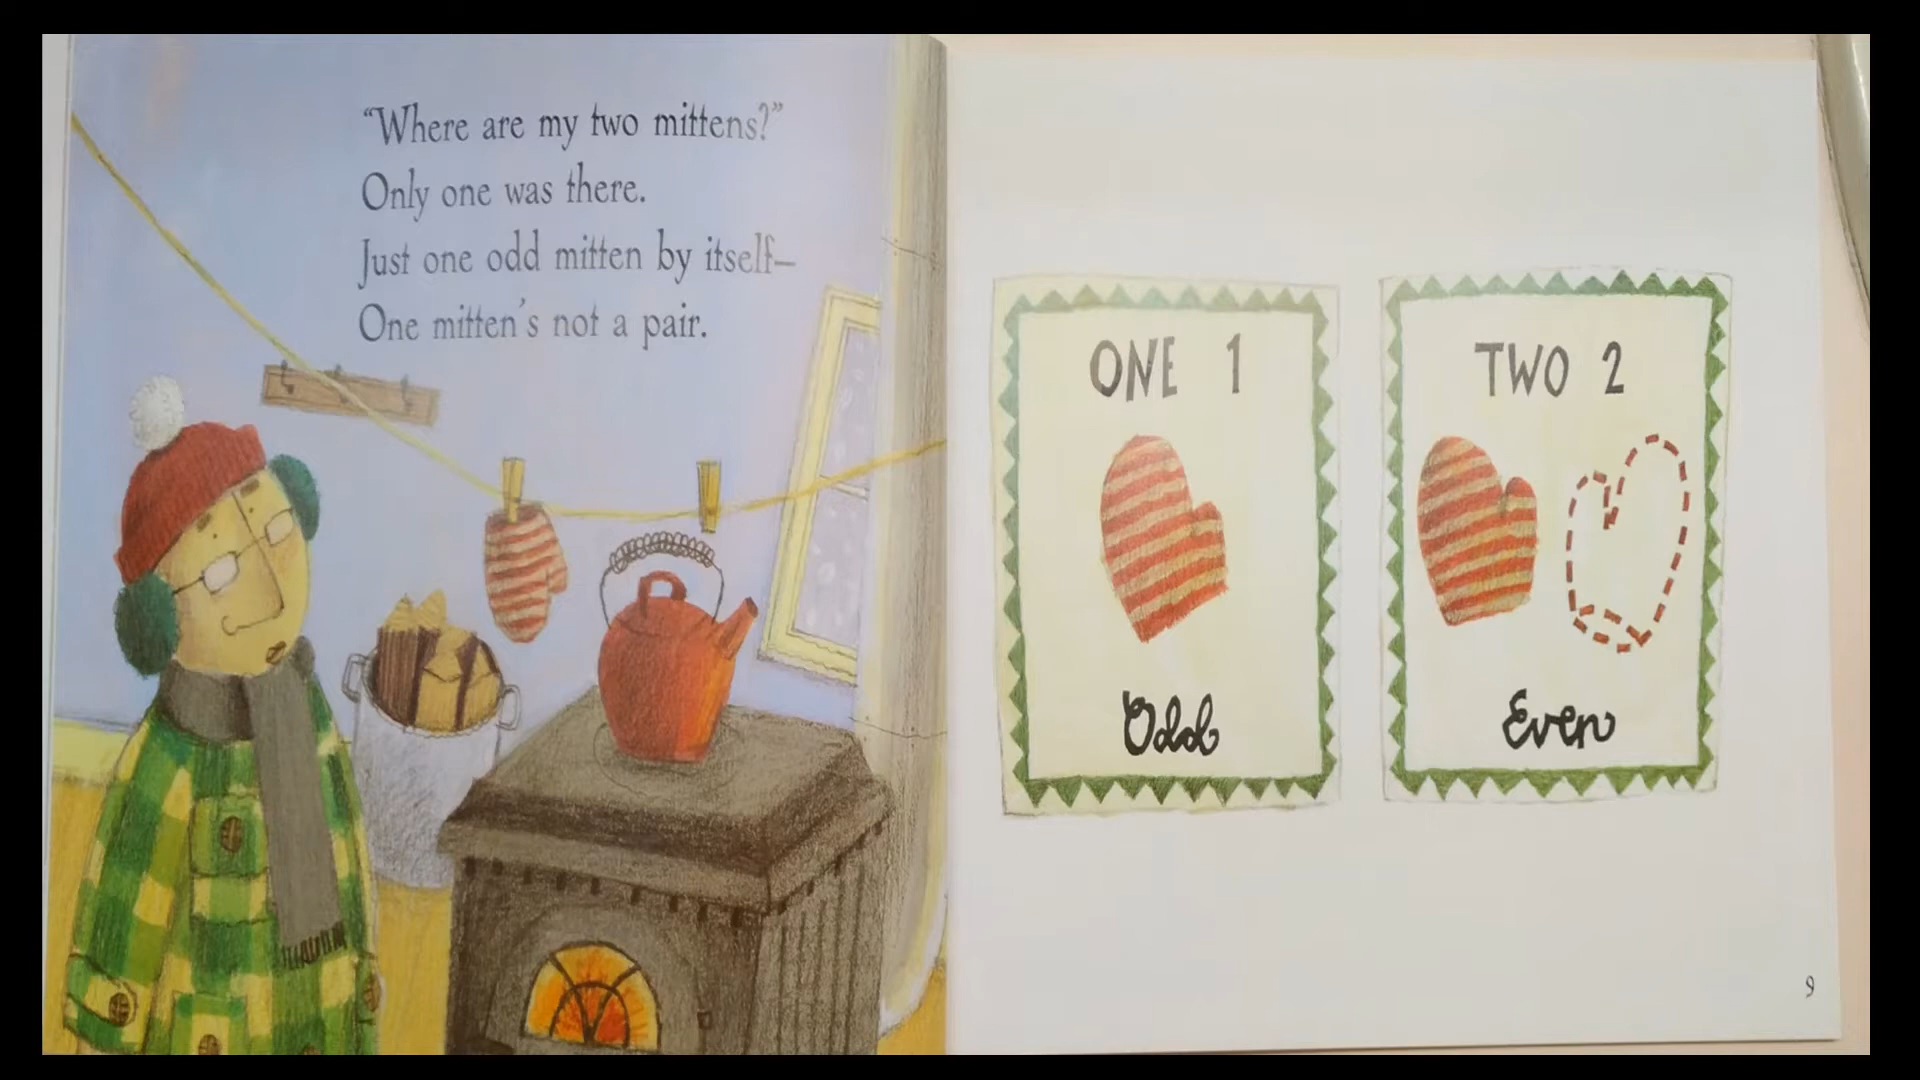 “Where are my two mittens?”
Only one was there.
Just one odd mitten by itself—
One mitten’s not a pair.
ONE 1
Odd
TWO 2
Even
9